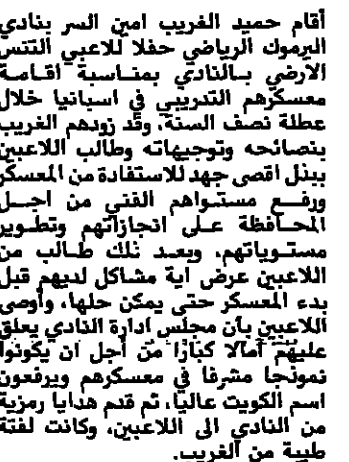 أقام حميد الغريب امين السر بنادي
اليرموك الرياضي حفلا للاعبي التنس
الارضي بالنادي بمناسبة اقامة
معسكرهم التدريبي في اسبانيا خلال
عطلة نصف السنة، وقد زودهم الغريب
بنصائحه وتوجيهاته وطالب اللاعبين
ببذل اقصى جهد للاستفادة من المعسكر
ورفع مستواهم الفني من اجل
المحافظة على انجازاتهم وتطوير
مستوياتهم، وبعد ذلك طالب من
اللاعبين عرض اية مشاكل لديهم قبل
بدء المعسكر حتى يمكن حلها، وأوصى
اللاعبين بأن مجلس ادارة النادي يعلق
عليهم آمالا كبارا من أجل ان يكونوا
نموذجا مشرفا في معسكرهم ويرفعون
اسم الكويت عاليا، ثم قدم هدايا رمزية
من النادي الى اللاعبين، وكانت لفتة
طيبة من الغريب.